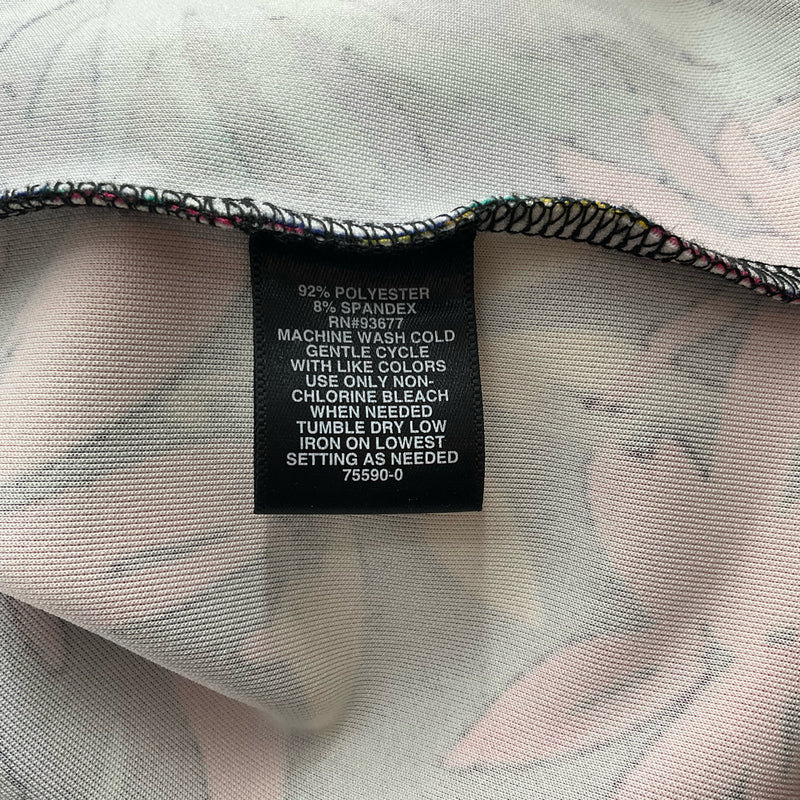 92% POLYESTER
8% SPANDEX
RN#93677
MACHINE WASH COLD
GENTLE CYCLE
WITH LIKE COLORS
USE ONLY NON-
CHLORINE BLEACH
WHEN NEEDED
TUMBLE DRY LOW
IRON ON LOWEST
SETTING AS NEEDED
75590-0